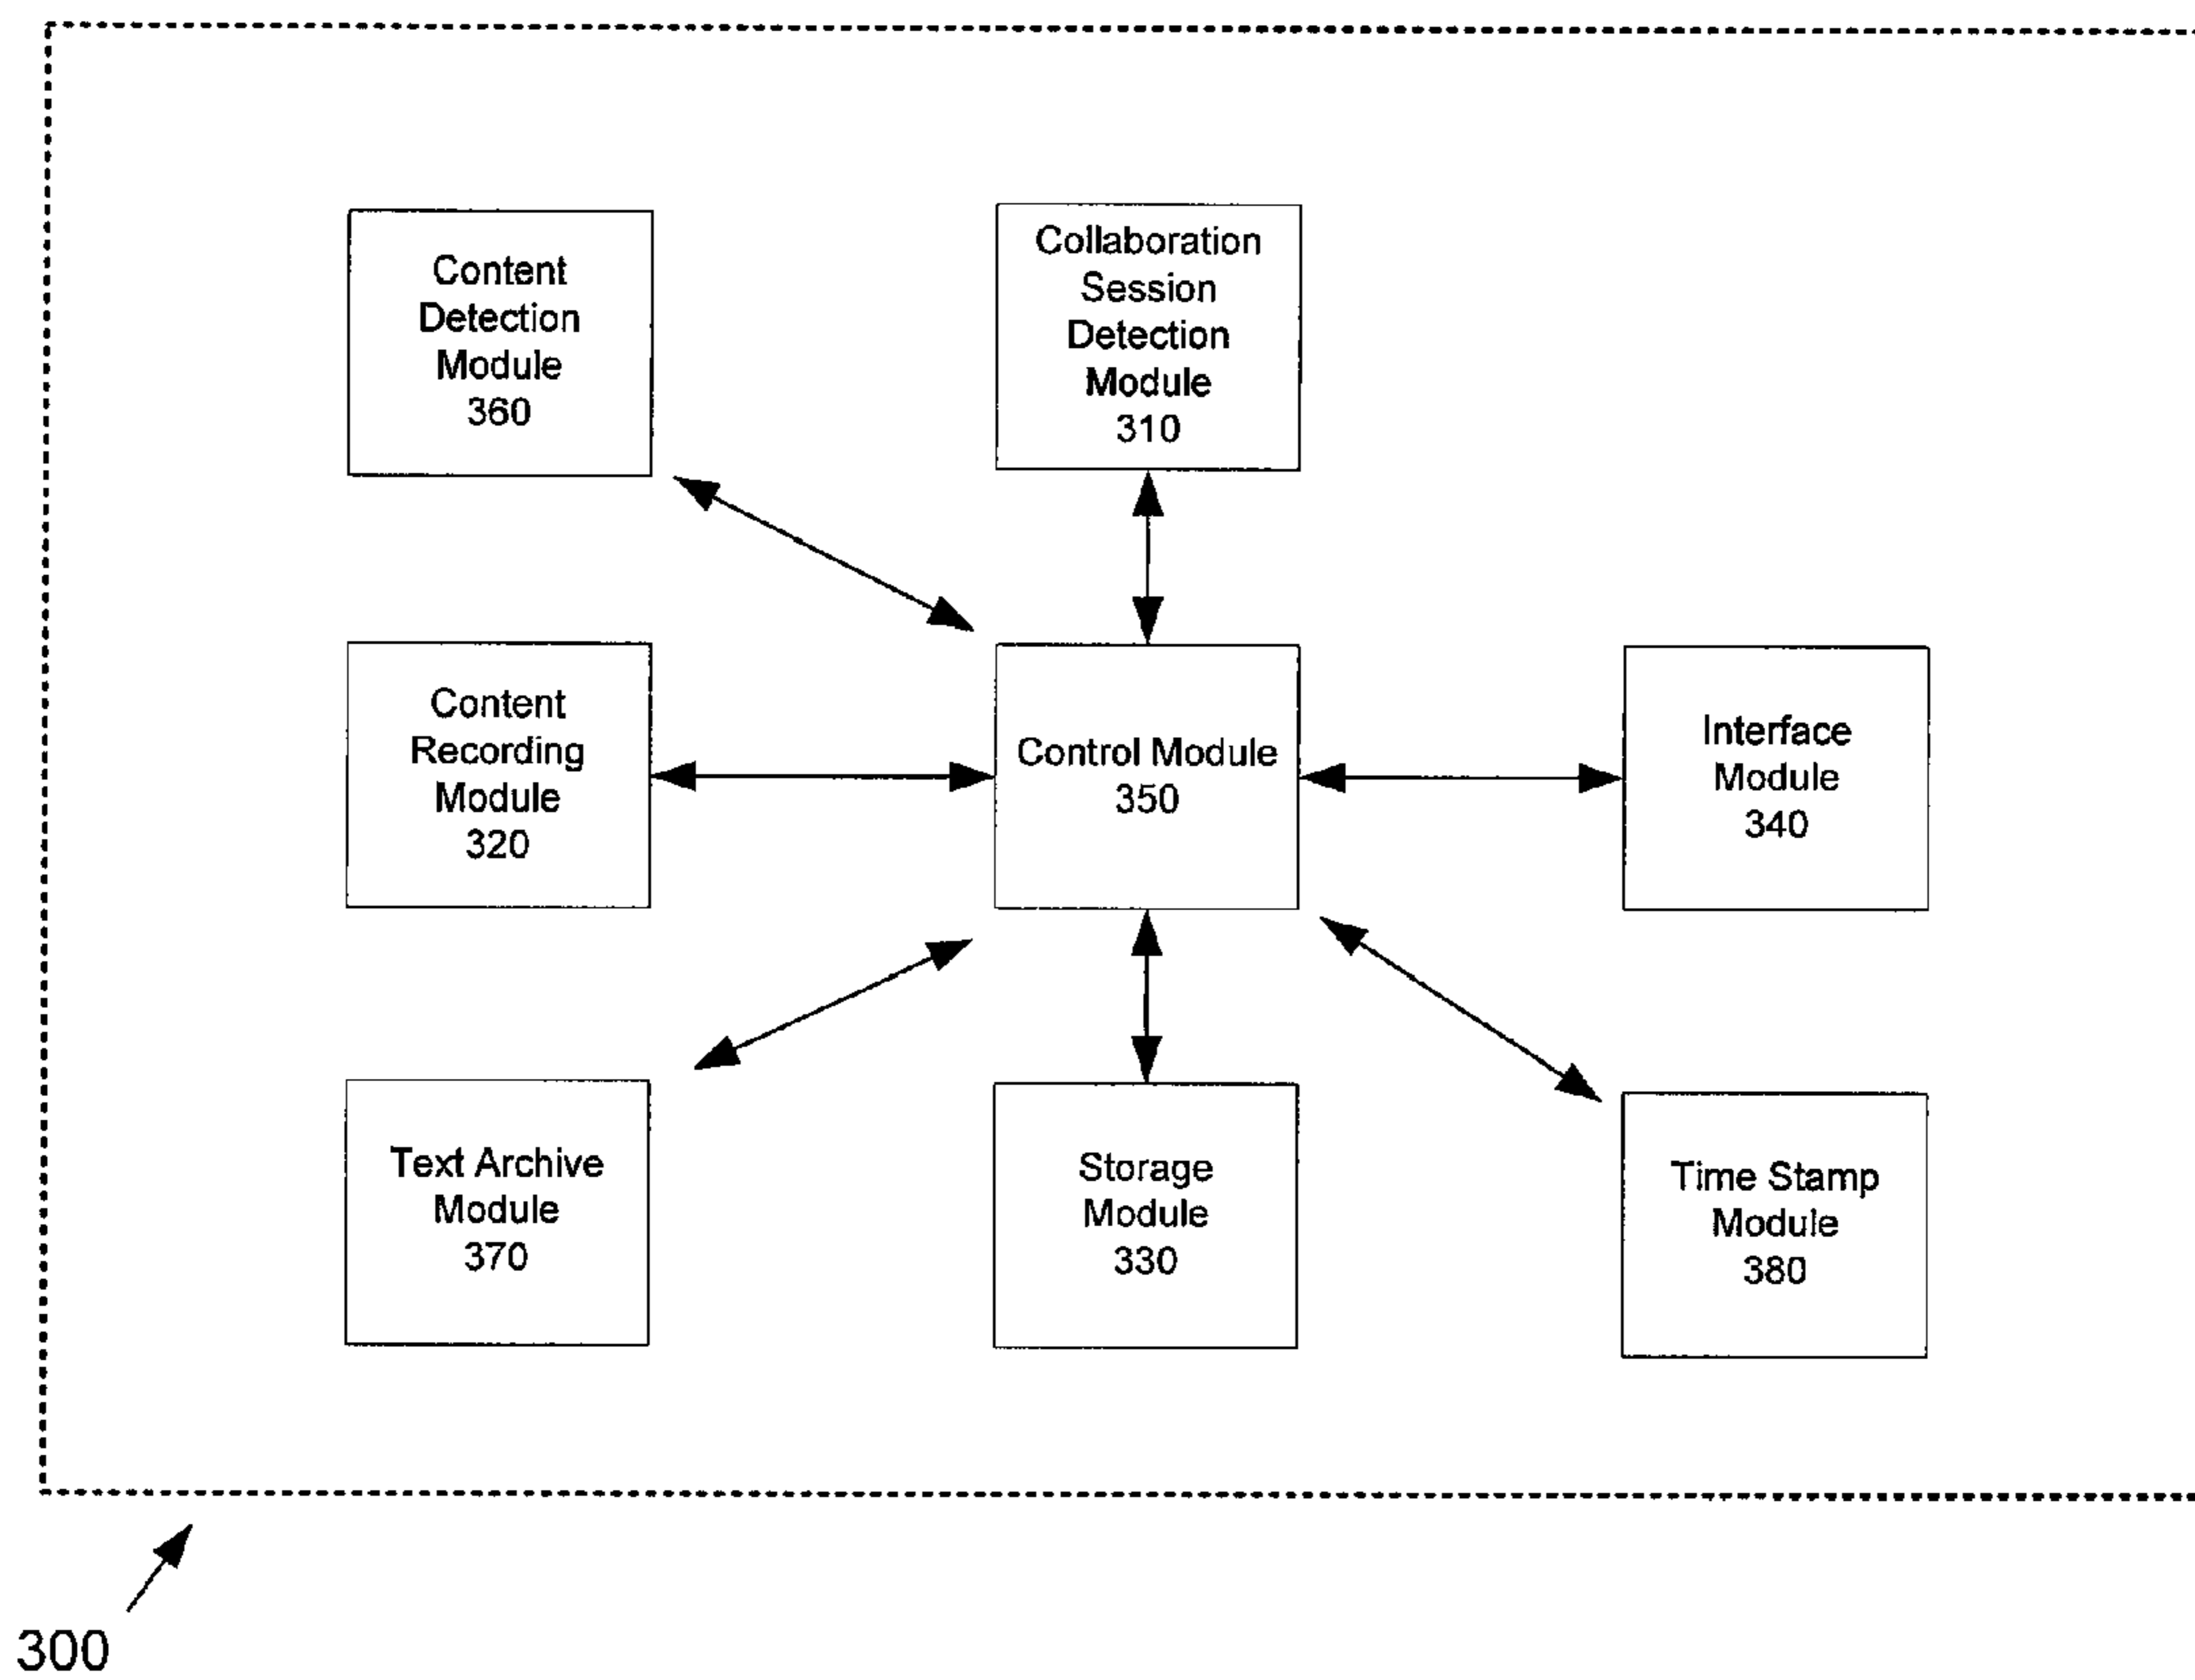 Content
Detection
Module
360
Collaboration
Session
Detection
Module
310
Content
Recording
Module
320
Control Module
350
Interface
Module
340
Text Archive
Module
370
Storage
Module
330
Time Stamp
Module
380
300